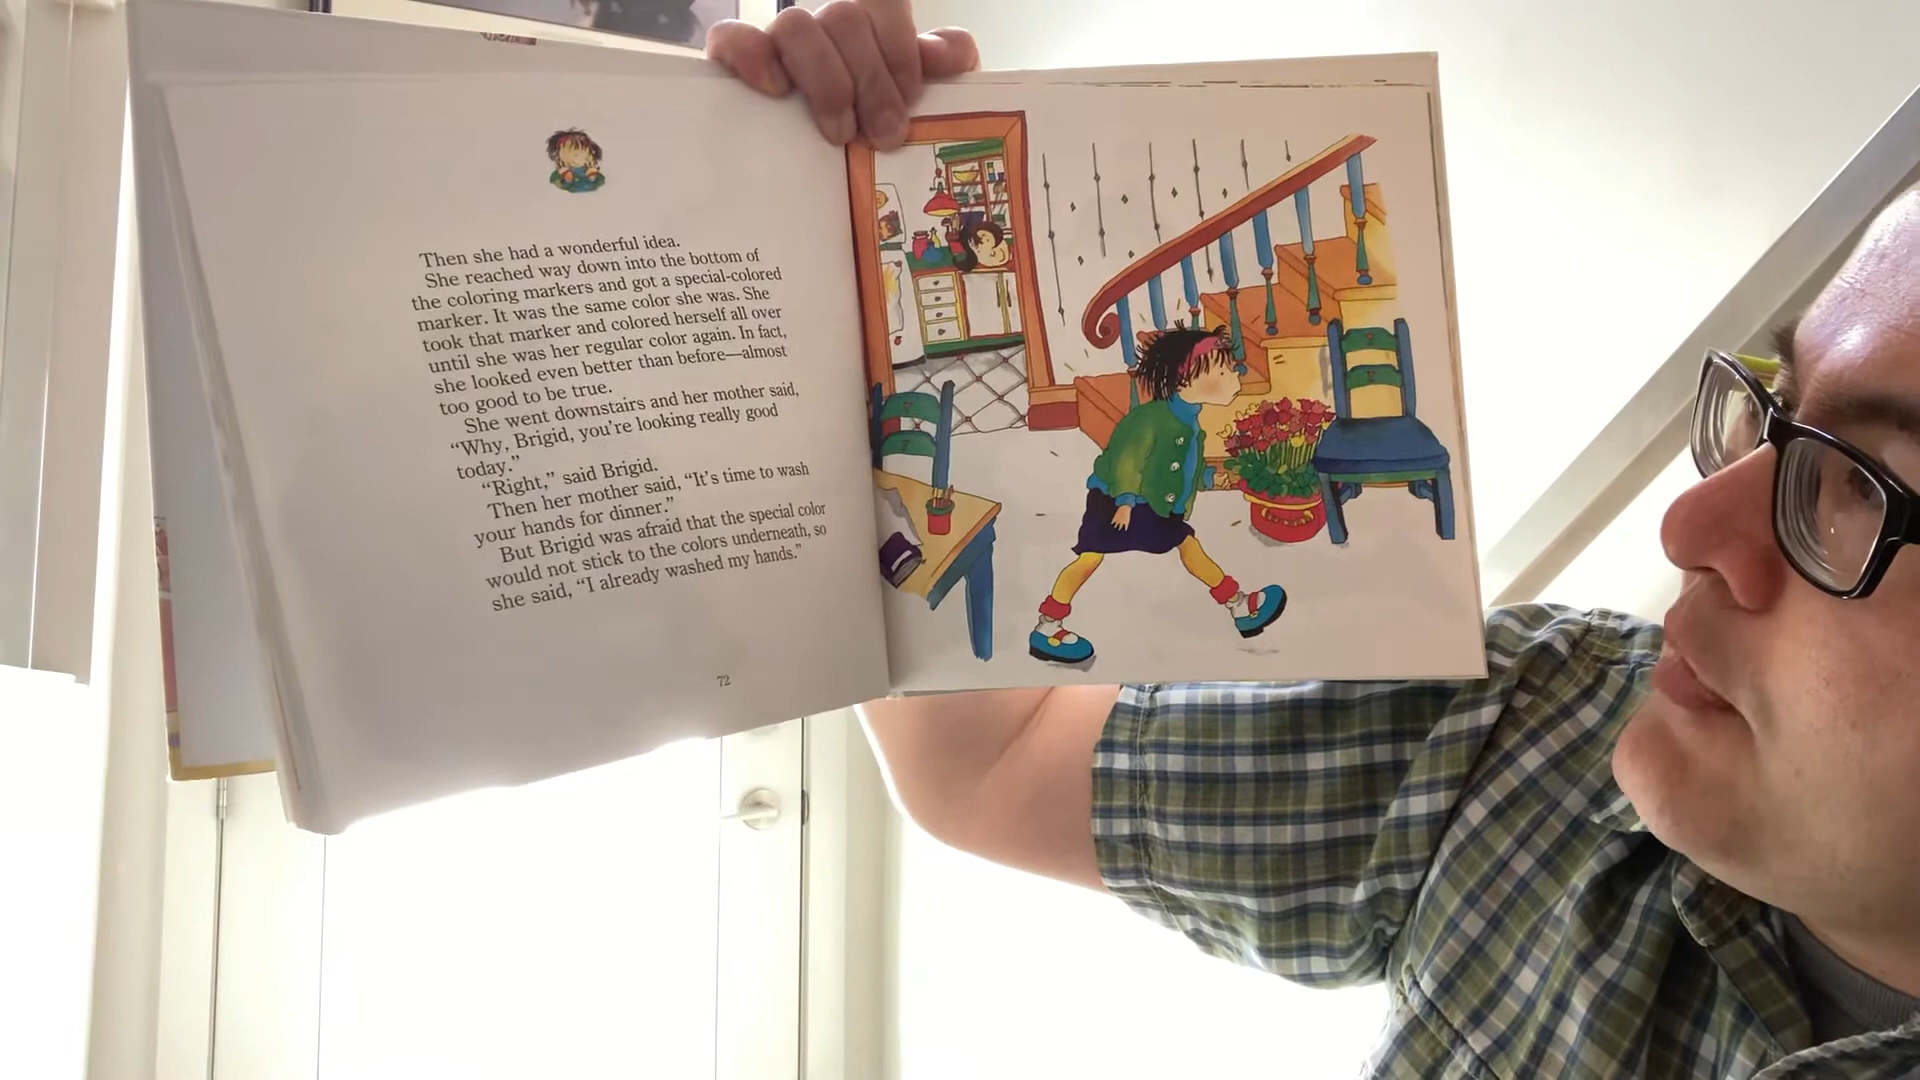 Then she had a wonderful idea.
She reached way down into the bottom of
the coloring markers and got a special-colored
marker. It was the same color she was. She
took that marker and colored herself all over
until she was her regular color again. In fact,
she looked even better than before—almost
too good to be true.
She went downstairs and her mother said,
“Why, Brigid, you’re looking really good
today.”
“Right,” said Brigid.
Then her mother said, “It’s time to wash
your hands for dinner.”
But Brigid was afraid that the special color
would not stick to the colors underneath, so
she said, “I already washed my hands.”
72